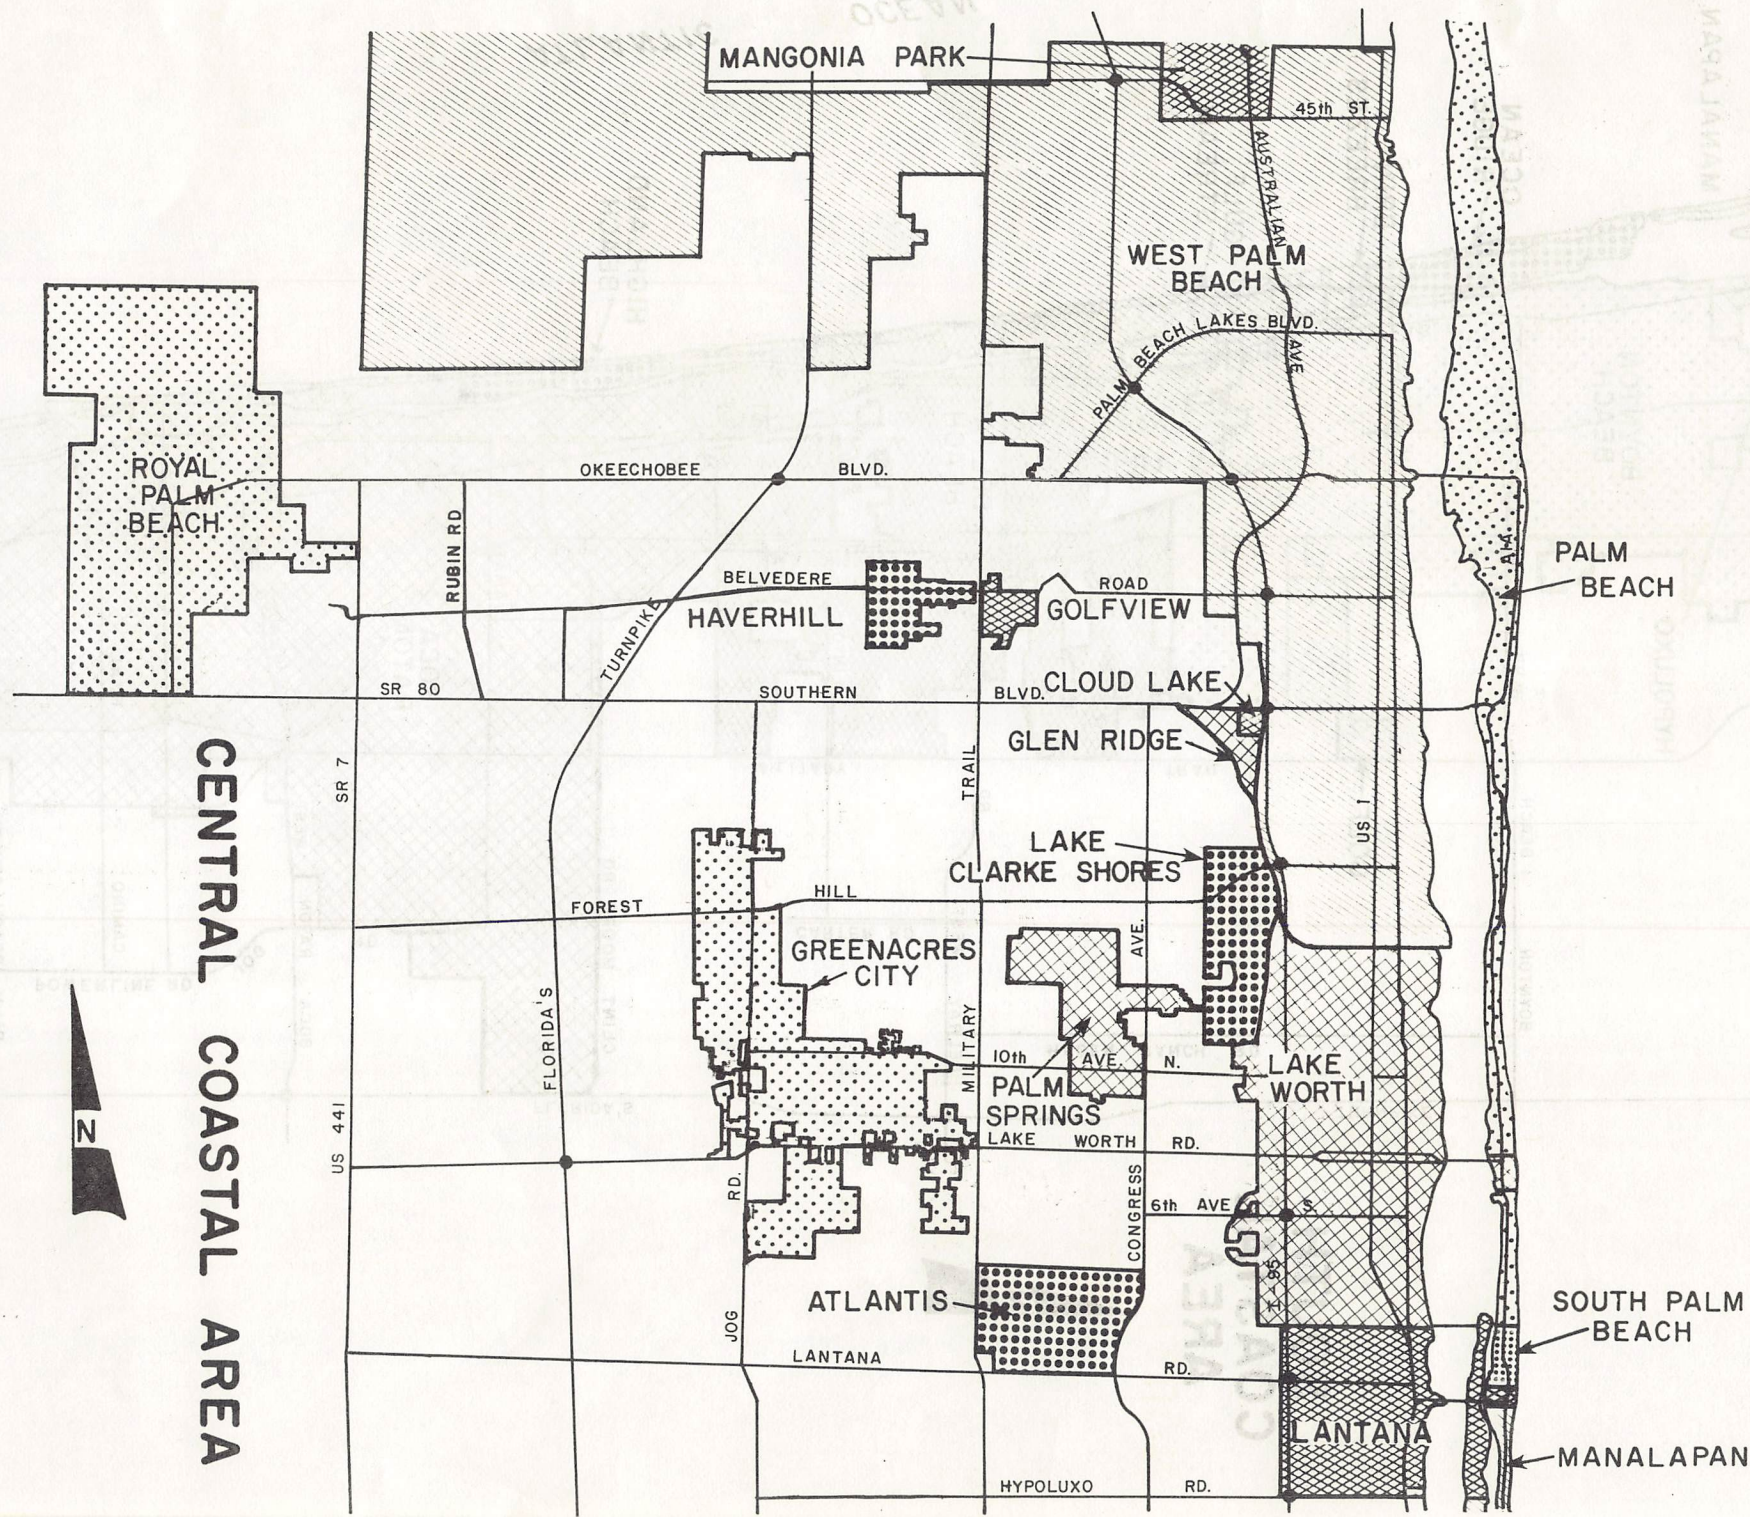 MANGONIA PARK
45th ST.
AUSTRALIAN
AVE
WEST PALM
BEACH
PALM BEACH LAKES BLVD.
ROYAL
PALM
BEACH
OKEECHOBEE BLVD.
RUBIN RD
BELVEDERE ROAD
HAVERHILL
GOLFVIEW
A1A
PALM
BEACH
TURNPIKE
SR 80
SOUTHERN BLVD.
CLOUD LAKE
GLEN RIDGE
SR 7
TRAIL
US 1
LAKE
CLARKE SHORES
FOREST HILL
AVE.
GREENACRES
CITY
FLORIDA'S
MILITARY
10th AVE. N.
PALM
SPRINGS
LAKE
WORTH
LAKE WORTH RD.
US 441
RD.
CONGRESS
6th AVE S.
I-95
ATLANTIS
SOUTH PALM
BEACH
JOG
LANTANA RD.
LANTANA
MANALAPAN
HYPOLUXO RD.
CENTRAL COASTAL AREA
N